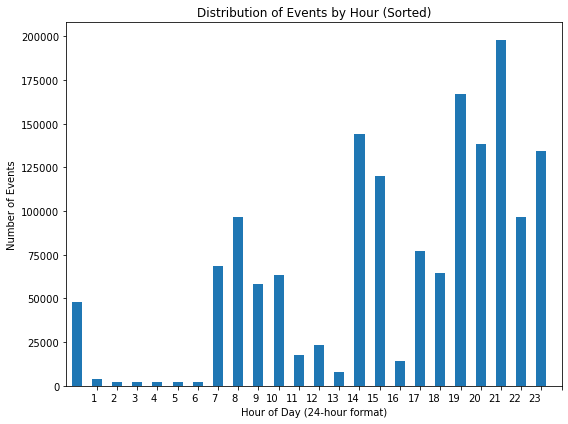 Distribution of Events by Hour (Sorted)
200000
175000
150000
125000
100000
75000
50000
25000
0
Number of Events
1 2 3 4 5 6 7 8 9 10 11 12 13 14 15 16 17 18 19 20 21 22 23
Hour of Day (24-hour format)